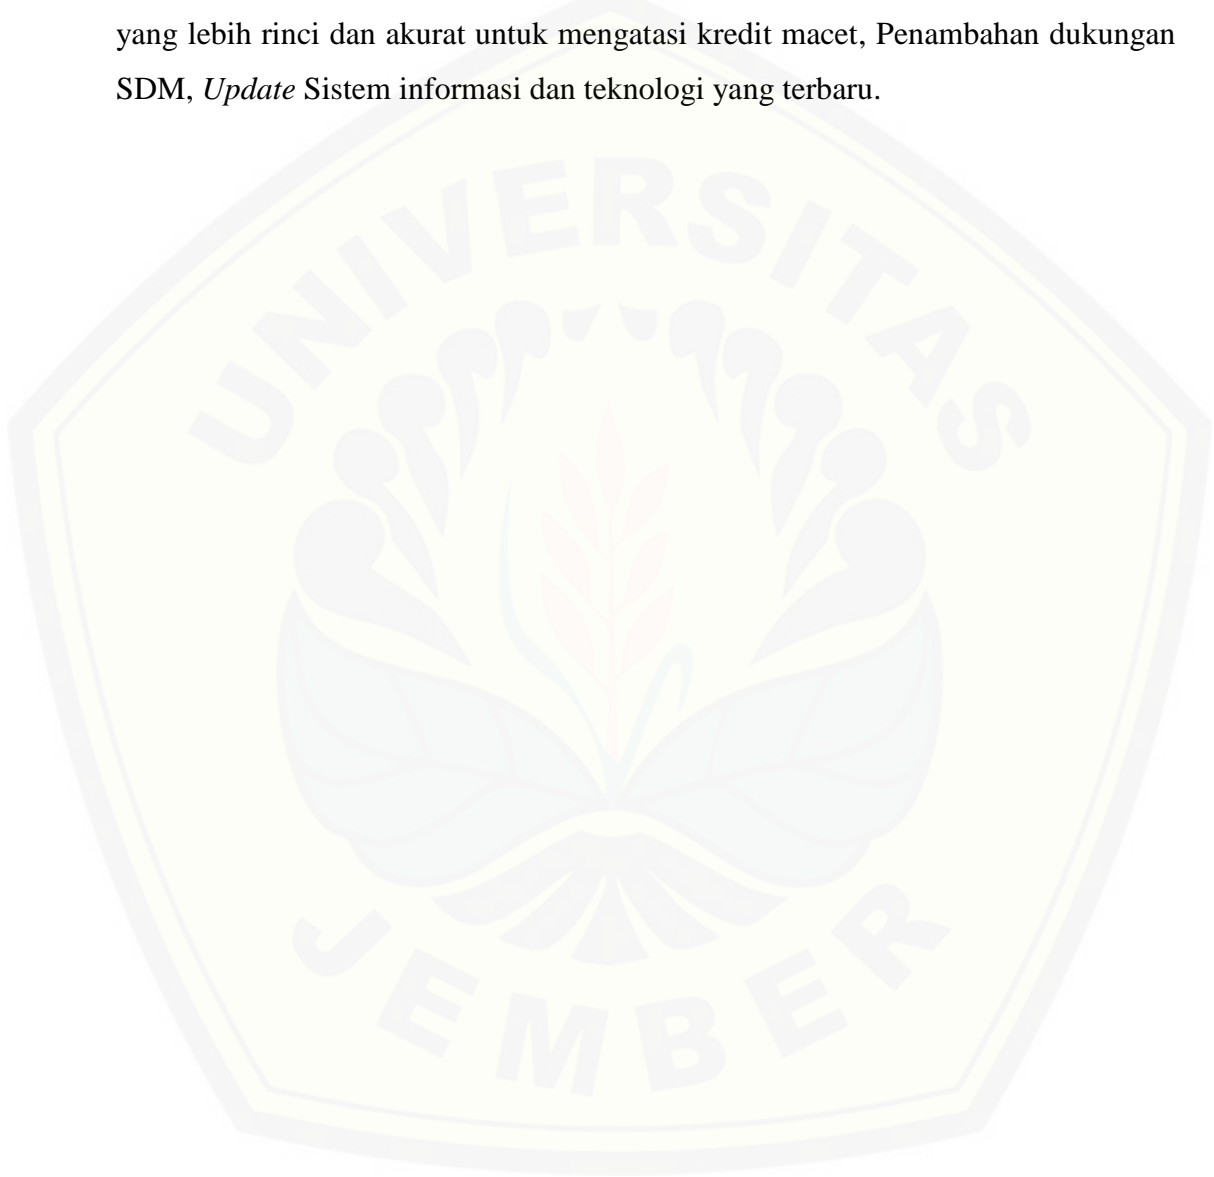 yang lebih rinci dan akurat untuk mengatasi kredit macet, Penambahan dukungan
SDM, Update Sistem informasi dan teknologi yang terbaru.
UNIVERSITAS
JEMBER